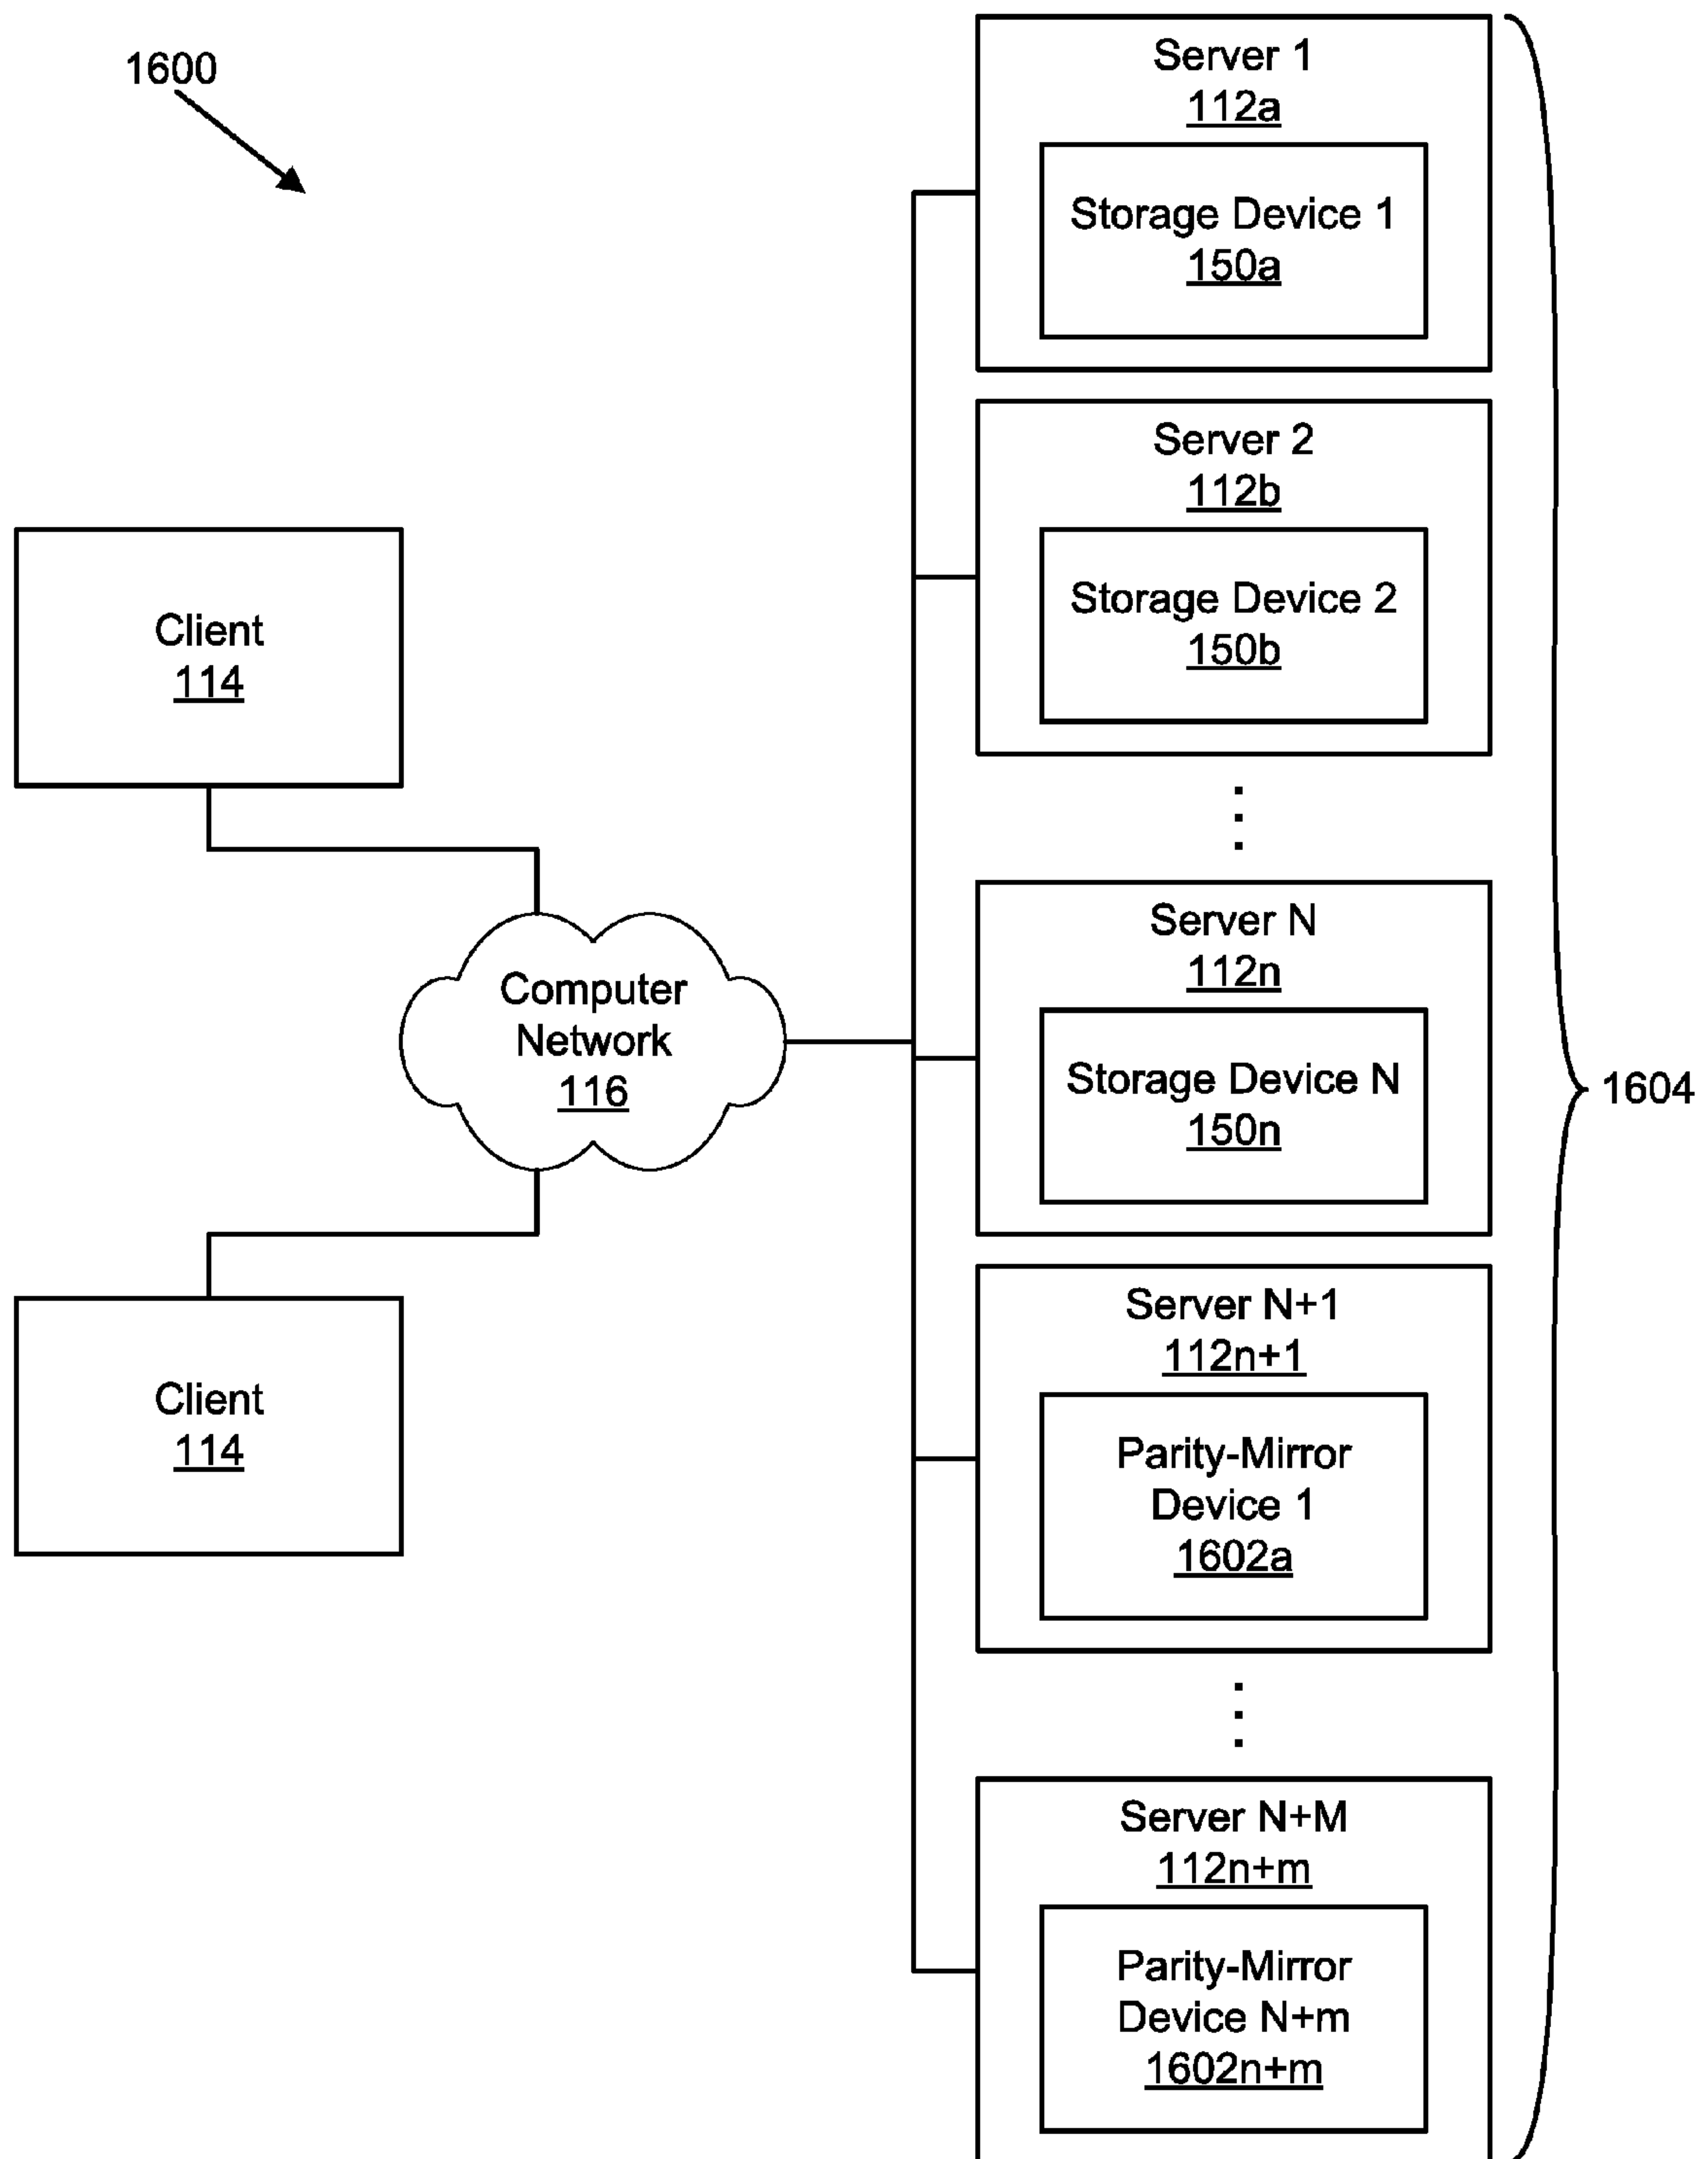 1600
Server 1
112a
Storage Device 1
150a
Server 2
112b
Storage Device 2
150b
Client
114
Server N
112n
Computer
Network
116
Storage Device N
150n
1604
Server N+1
112n+1
Client
114
Parity-Mirror
Device 1
1602a
Server N+M
112n+m
Parity-Mirror
Device N+m
1602n+m